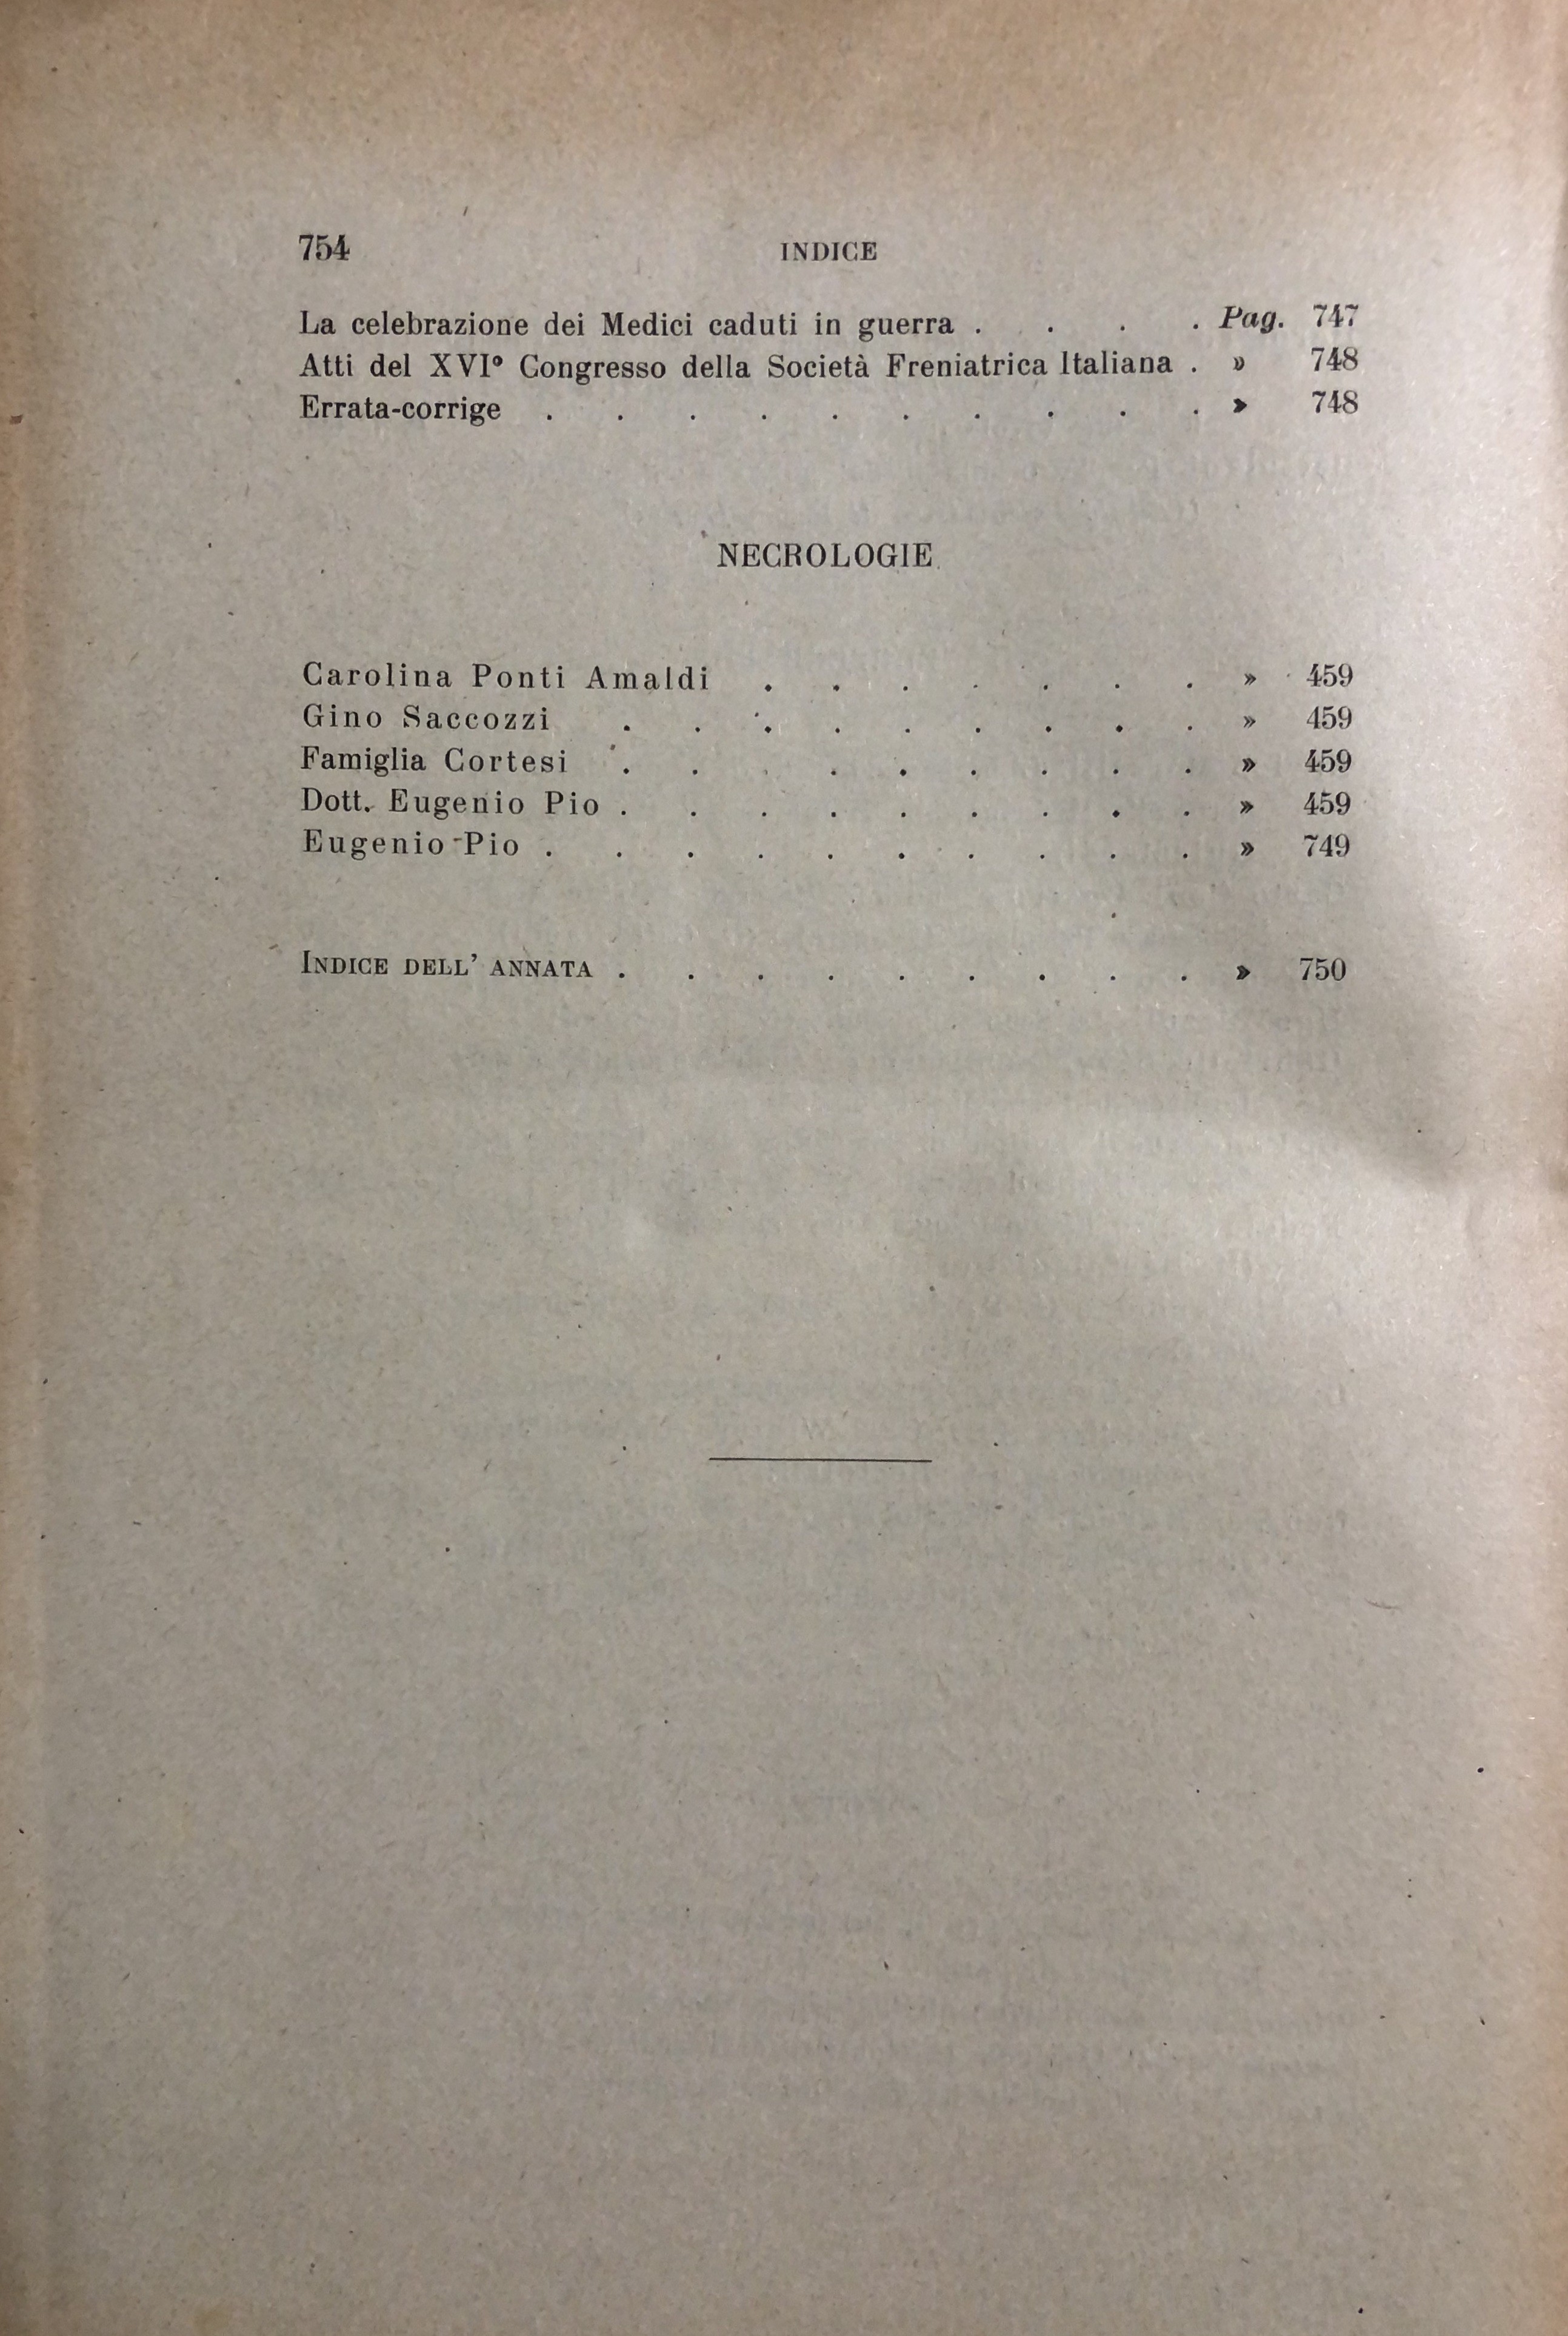 754 INDICE
La celebrazione dei Medici caduti in guerra . . . . Pag. 747
Atti del XVI° Congresso della Società Freniatrica Italiana . » 748
Errata-corrige . . . . . . . . . . » 748
NECROLOGIE
Carolina Ponti Amaldi . . . . . . . » 459
Gino Saccozzi . . . . . . . . . » 459
Famiglia Cortesi . . . . . . . . » 459
Dott. Eugenio Pio . . . . . . . . . » 459
Eugenio Pio . . . . . . . . . . » 749
INDICE DELL' ANNATA . . . . . . . . . » 750